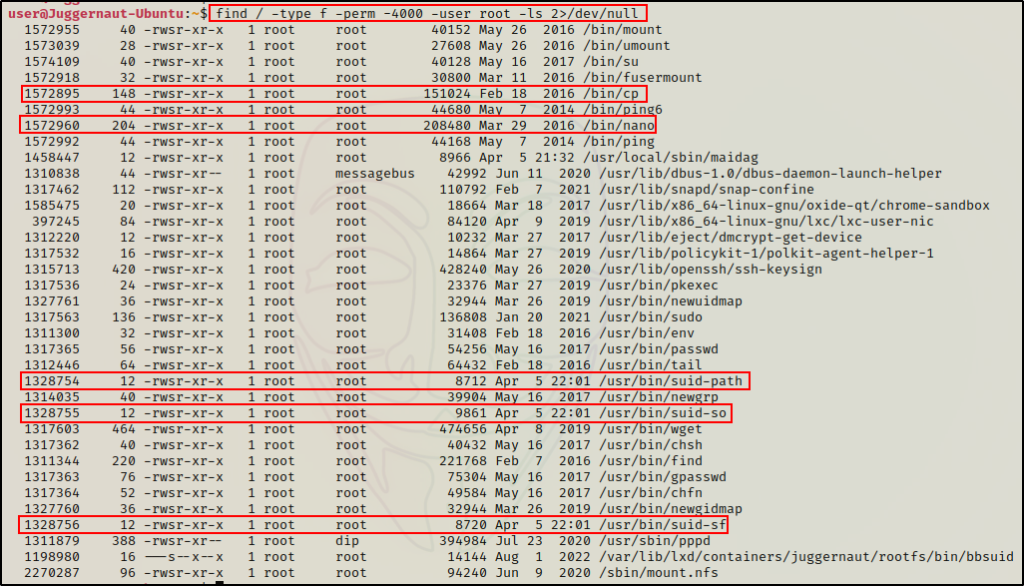 user@Juggernaut-Ubuntu:~$ find / -type f -perm -4000 -user root -ls 2>/dev/null
1572955 40 -rwsr-xr-x 1 root root 40152 May 26 2016 /bin/mount
1573039 28 -rwsr-xr-x 1 root root 27608 May 26 2016 /bin/umount
1574109 40 -rwsr-xr-x 1 root root 40128 May 16 2017 /bin/su
1572918 32 -rwsr-xr-x 1 root root 30800 Mar 11 2016 /bin/fusermount
1572895 148 -rwsr-xr-x 1 root root 151024 Feb 18 2016 /bin/cp
1572993 44 -rwsr-xr-x 1 root root 44680 May 7 2014 /bin/ping6
1572960 204 -rwsr-xr-x 1 root root 208480 Mar 29 2016 /bin/nano
1572992 44 -rwsr-xr-x 1 root root 44168 May 7 2014 /bin/ping
1458447 12 -rwsr-xr-x 1 root root 8966 Apr 5 21:32 /usr/local/sbin/maidag
1310838 44 -rwsr-xr-- 1 root messagebus 42992 Jun 11 2020 /usr/lib/dbus-1.0/dbus-daemon-launch-helper
1317462 112 -rwsr-xr-x 1 root root 110792 Feb 7 2021 /usr/lib/snapd/snap-confine
1585475 20 -rwsr-xr-x 1 root root 18664 Mar 18 2017 /usr/lib/x86_64-linux-gnu/oxide-qt/chrome-sandbox
397245 84 -rwsr-xr-x 1 root root 84120 Apr 9 2019 /usr/lib/x86_64-linux-gnu/lxc/lxc-user-nic
1312220 12 -rwsr-xr-x 1 root root 10232 Mar 27 2017 /usr/lib/eject/dmcrypt-get-device
1317532 16 -rwsr-xr-x 1 root root 14864 Mar 27 2019 /usr/lib/policykit-1/polkit-agent-helper-1
1315713 420 -rwsr-xr-x 1 root root 428240 May 26 2020 /usr/lib/openssh/ssh-keysign
1317536 24 -rwsr-xr-x 1 root root 23376 Mar 27 2019 /usr/bin/pkexec
1327761 36 -rwsr-xr-x 1 root root 32944 Mar 26 2019 /usr/bin/newuidmap
1317563 136 -rwsr-xr-x 1 root root 136808 Jan 20 2021 /usr/bin/sudo
1311300 32 -rwsr-xr-x 1 root root 31408 Feb 18 2016 /usr/bin/env
1317365 56 -rwsr-xr-x 1 root root 54256 May 16 2017 /usr/bin/passwd
1312446 64 -rwsr-xr-x 1 root root 64432 Feb 18 2016 /usr/bin/tail
1328754 12 -rwsr-xr-x 1 root root 8712 Apr 5 22:01 /usr/bin/suid-path
1314035 40 -rwsr-xr-x 1 root root 39904 May 16 2017 /usr/bin/newgrp
1328755 12 -rwsr-xr-x 1 root root 9861 Apr 5 22:01 /usr/bin/suid-so
1317603 464 -rwsr-xr-x 1 root root 474656 Apr 8 2019 /usr/bin/wget
1317362 40 -rwsr-xr-x 1 root root 40432 May 16 2017 /usr/bin/chsh
1311344 220 -rwsr-xr-x 1 root root 221768 Feb 7 2016 /usr/bin/find
1317363 76 -rwsr-xr-x 1 root root 75304 May 16 2017 /usr/bin/gpasswd
1317364 52 -rwsr-xr-x 1 root root 49584 May 16 2017 /usr/bin/chfn
1327760 36 -rwsr-xr-x 1 root root 32944 Mar 26 2019 /usr/bin/newgidmap
1328756 12 -rwsr-xr-x 1 root root 8720 Apr 5 22:01 /usr/bin/suid-sf
1311879 388 -rwsr-xr-- 1 root dip 394984 Jul 23 2020 /usr/sbin/pppd
1198980 16 ---s--x--x 1 root root 14144 Aug 1 2022 /var/lib/lxd/containers/juggernaut/rootfs/bin/bbsuid
2270287 96 -rwsr-xr-x 1 root root 94240 Jun 9 2020 /sbin/mount.nfs